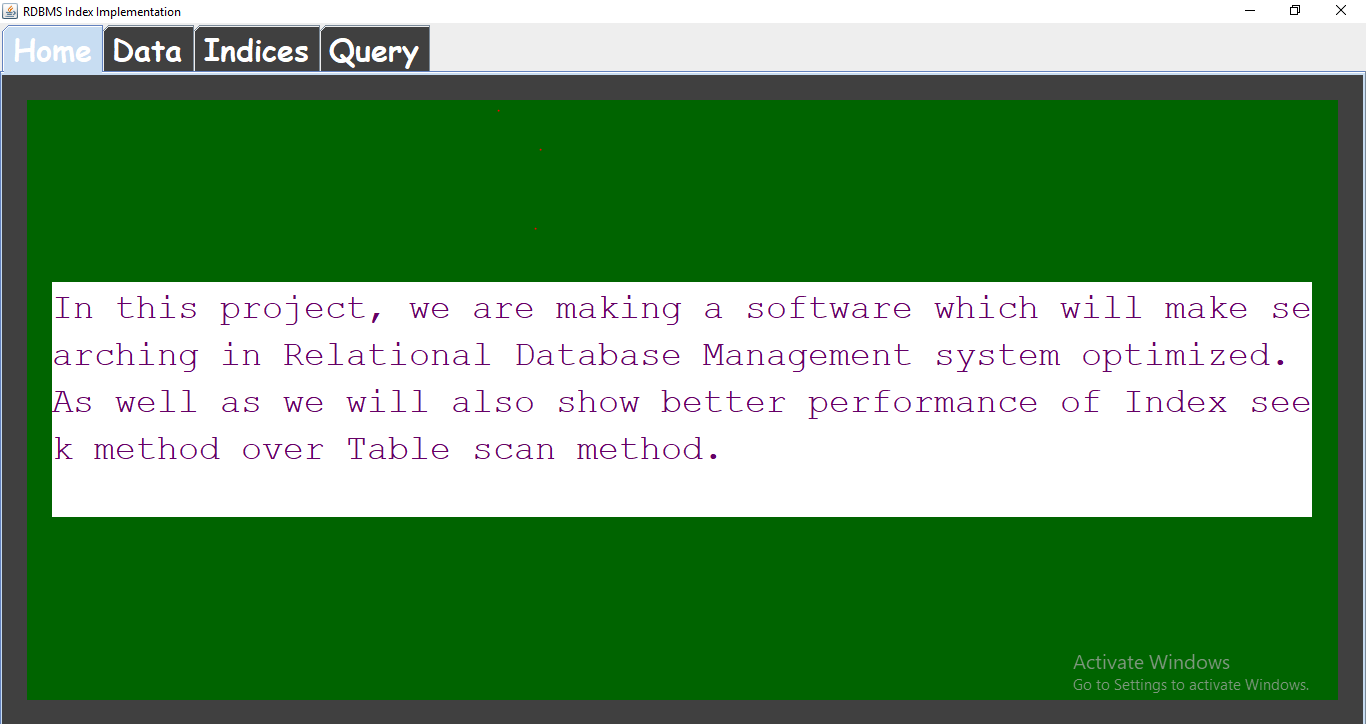 RDBMS Index Implementation
Home Data Indices Query
In this project, we are making a software which will make se
arching in Relational Database Management system optimized.
As well as we will also show better performance of Index see
k method over Table scan method.
Activate Windows
Go to Settings to activate Windows.